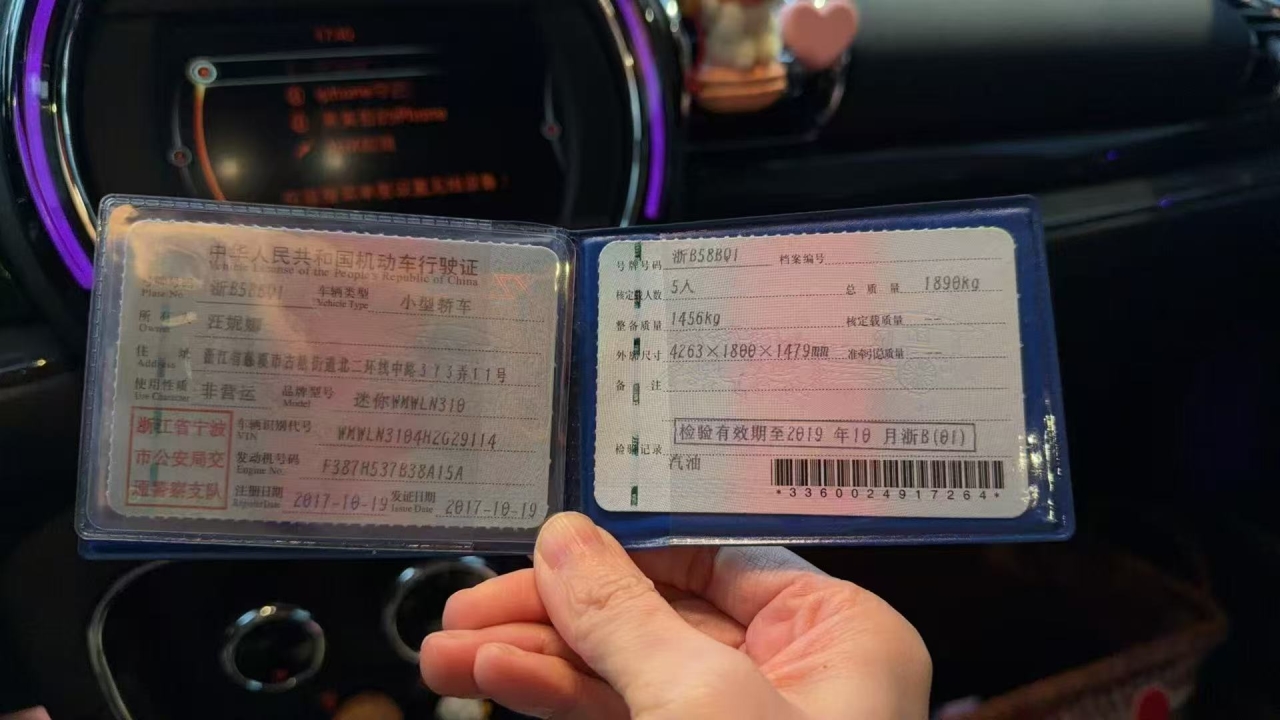 17:40
中华人民共和国机动车行驶证
Vehicle License of the People's Republic of China
号牌号码 浙B58BQ1 车辆类型 小型轿车
Plate No. Vehicle Type
所有人 汪妮娜
Owner
住址 浙江省慈溪市古塘街道北二环线中路373弄11号
Address
使用性质 非营运 品牌型号 迷你WMWLN310
Use Character Model
浙江省宁波
市公安局交
通警察支队
车辆识别代号 WMWLN3104H2G29114
VIN
发动机号码 F387H537B38A15A
Engine No.
注册日期 2017-10-19 发证日期 2017-10-19
Register Date Issue Date
号牌号码 浙B58BQ1 档案编号
核定载人数 5人 总质量 1890kg
整备质量 1456kg 核定载质量 --
外廓尺寸 4263×1800×1479mm 准牵引总质量 --
备注
检验有效期至2019 年10 月浙B(01)
检验记录
汽油
*3360024917264*